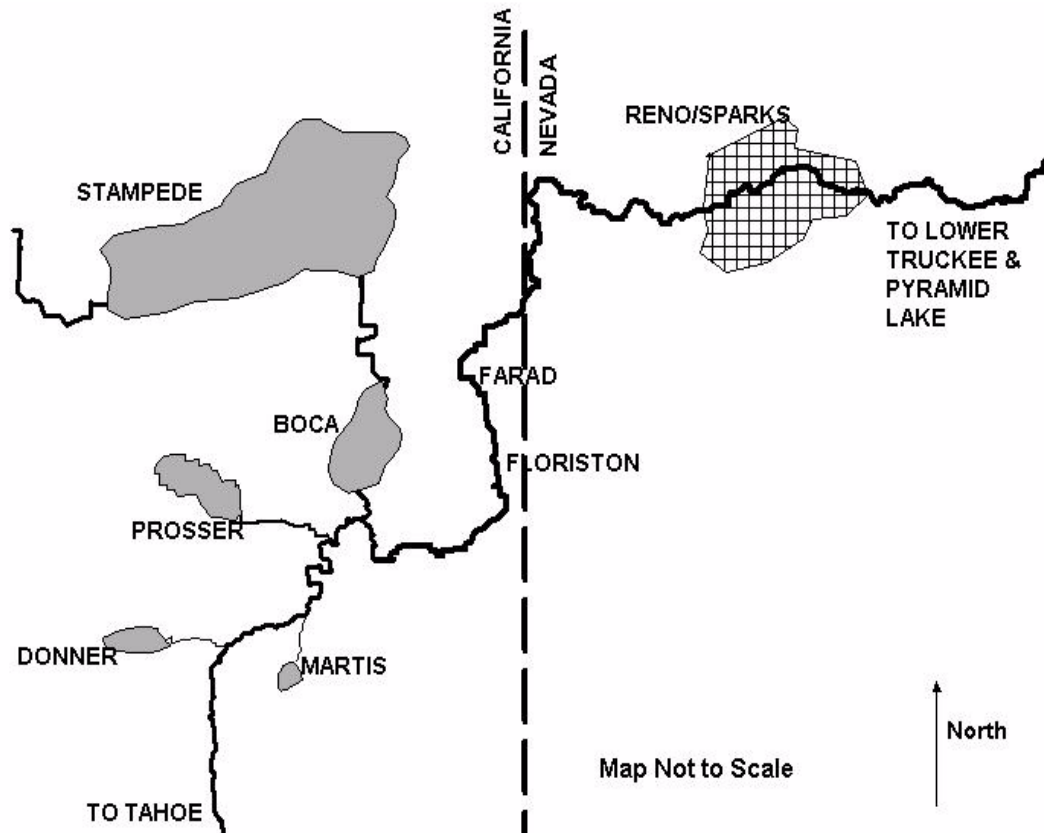 CALIFORNIA
NEVADA
RENO/SPARKS
STAMPEDE
TO LOWER
TRUCKEE &
PYRAMID
LAKE
FARAD
BOCA
FLORISTON
PROSSER
DONNER
MARTIS
North
Map Not to Scale
TO TAHOE